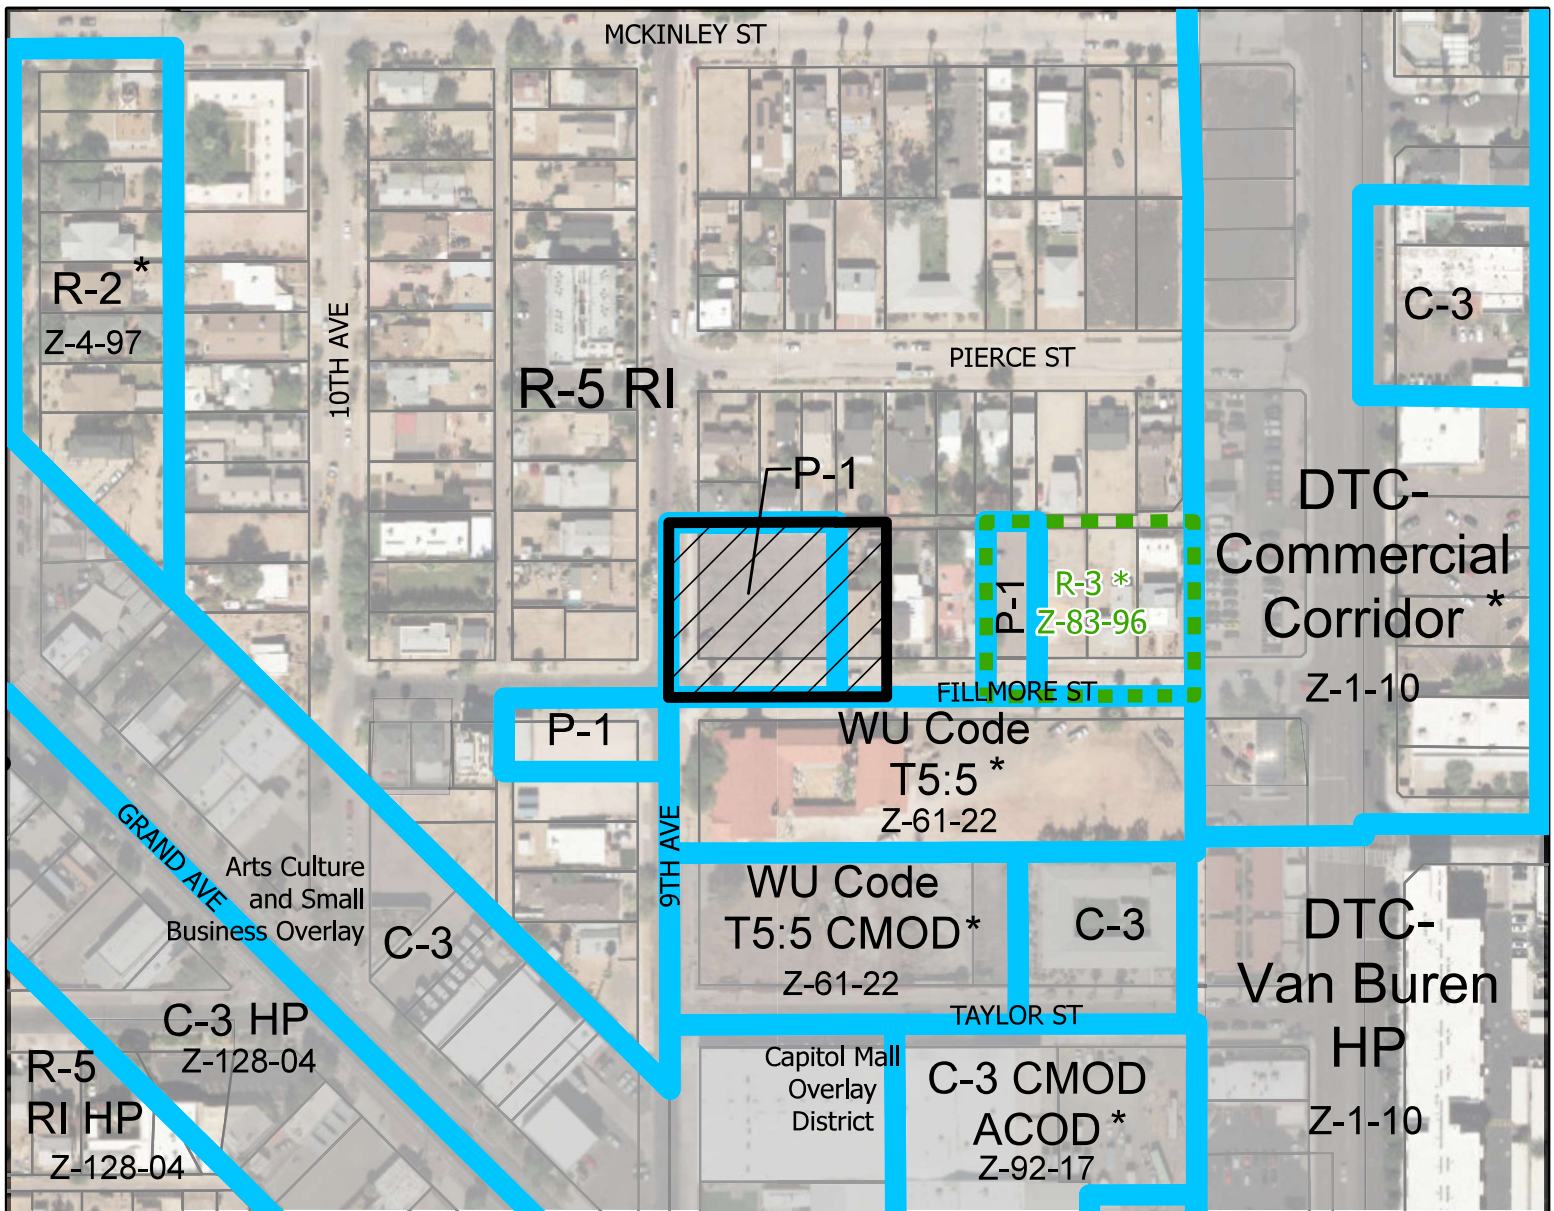 MCKINLEY ST
R-2 *
Z-4-97
10TH AVE
C-3
PIERCE ST
R-5 RI
P-1
DTC-
Commercial
Corridor *
Z-1-10
P-1
R-3 *
Z-83-96
FILLMORE ST
P-1
WU Code
T5:5 *
Z-61-22
GRAND AVE
9TH AVE
Arts Culture
and Small
Business Overlay
C-3
WU Code
T5:5 CMOD *
Z-61-22
C-3
DTC-
Van Buren
HP
Z-1-10
TAYLOR ST
C-3 HP
Z-128-04
R-5
RI HP
Z-128-04
Capitol Mall
Overlay
District
C-3 CMOD
ACOD *
Z-92-17